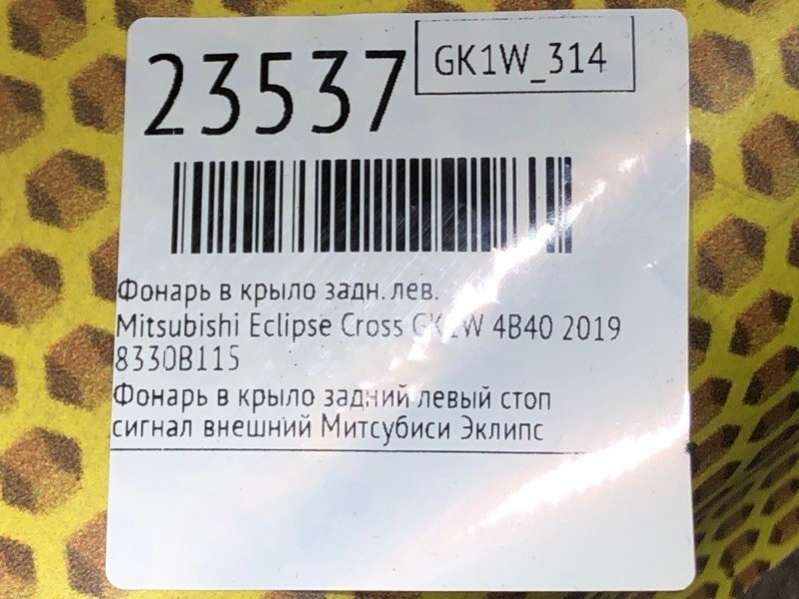 23537
GK1W_314
Фонарь в крыло задн. лев.
Mitsubishi Eclipse Cross GK1W 4B40 2019
8330B115
Фонарь в крыло задний левый стоп
сигнал внешний Митсубиси Эклипс